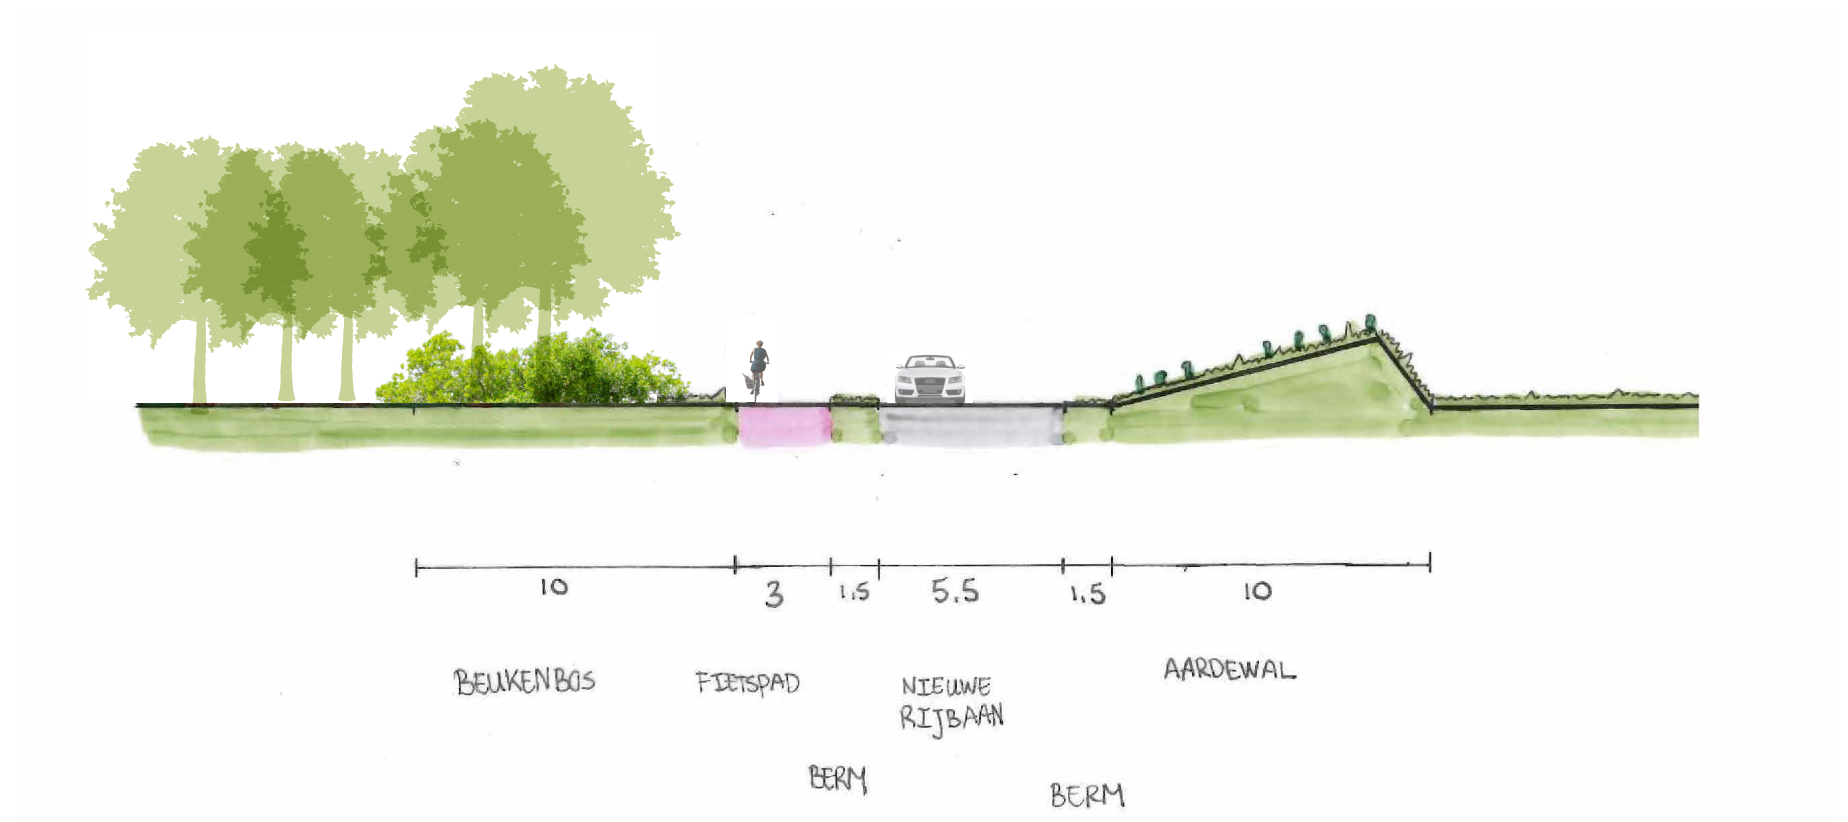 10 3 1.5 5.5 1.5 10
BEUKENBOS FIETSPAD NIEUWE AARDEWAL
RIJBAAN
BERM BERM